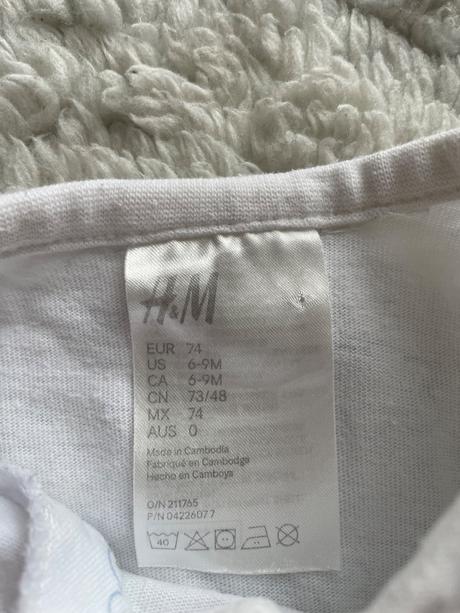 H&M
EUR 74
US 6-9M
CA 6-9M
CN 73/48
MX 74
AUS 0
Made in Cambodia
Fabriqué en Cambodge
Hecho en Camboya
O/N 211765
P/N 04226077
40